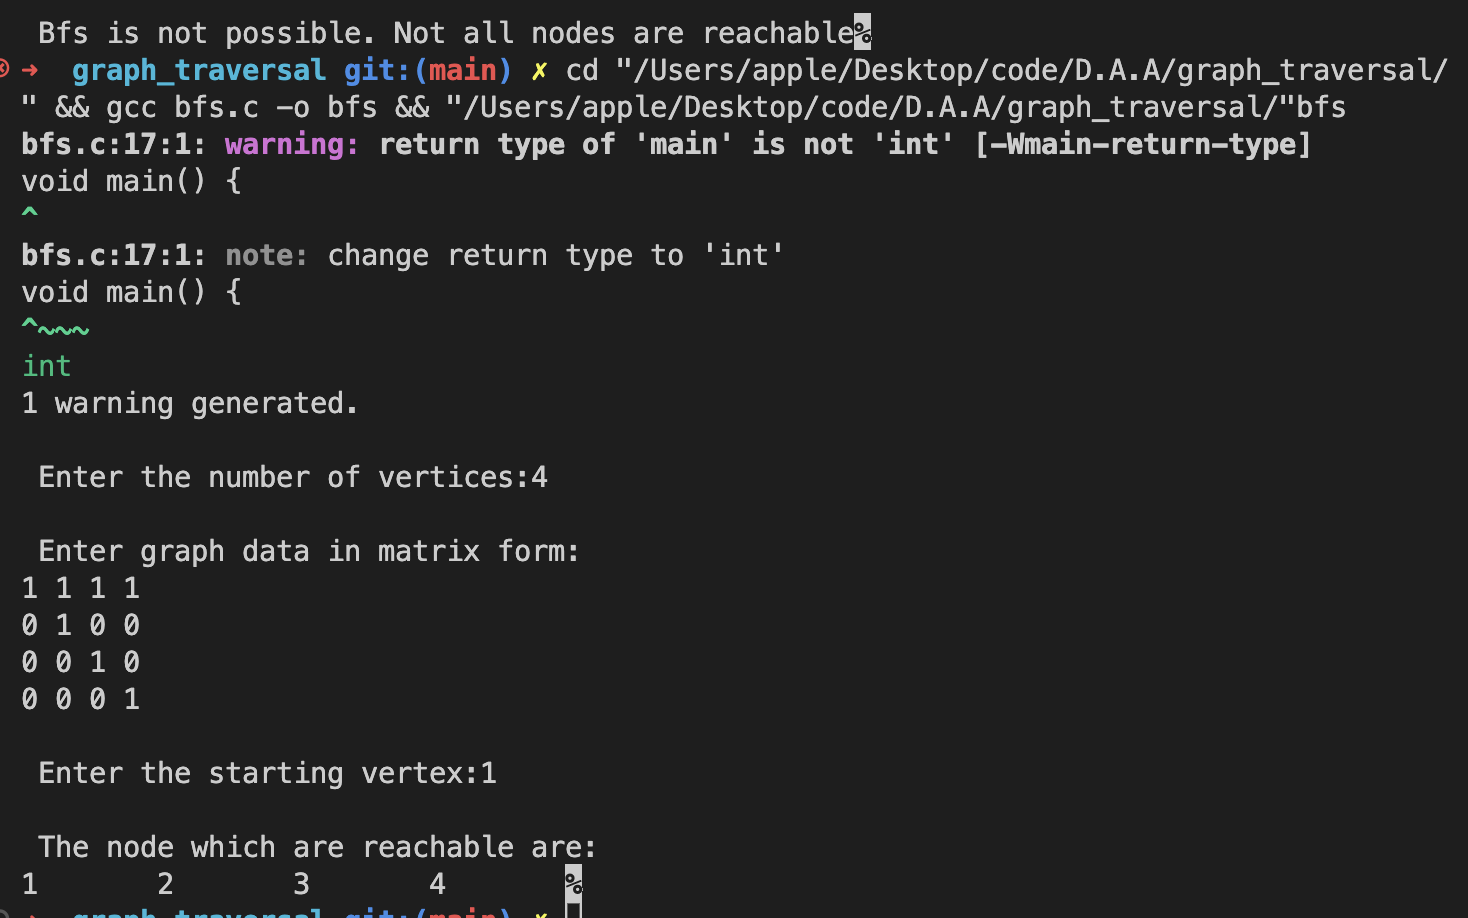 Bfs is not possible. Not all nodes are reachable%
➜ graph_traversal git:(main) ✗ cd "/Users/apple/Desktop/code/D.A.A/graph_traversal/
" && gcc bfs.c -o bfs && "/Users/apple/Desktop/code/D.A.A/graph_traversal/"bfs
bfs.c:17:1: warning: return type of 'main' is not 'int' [-Wmain-return-type]
void main() {
^
bfs.c:17:1: note: change return type to 'int'
void main() {
^~~~
int
1 warning generated.
Enter the number of vertices:4
Enter graph data in matrix form:
1 1 1 1
0 1 0 0
0 0 1 0
0 0 0 1
Enter the starting vertex:1
The node which are reachable are:
1 2 3 4 %
➜ graph_traversal git:(main) ✗